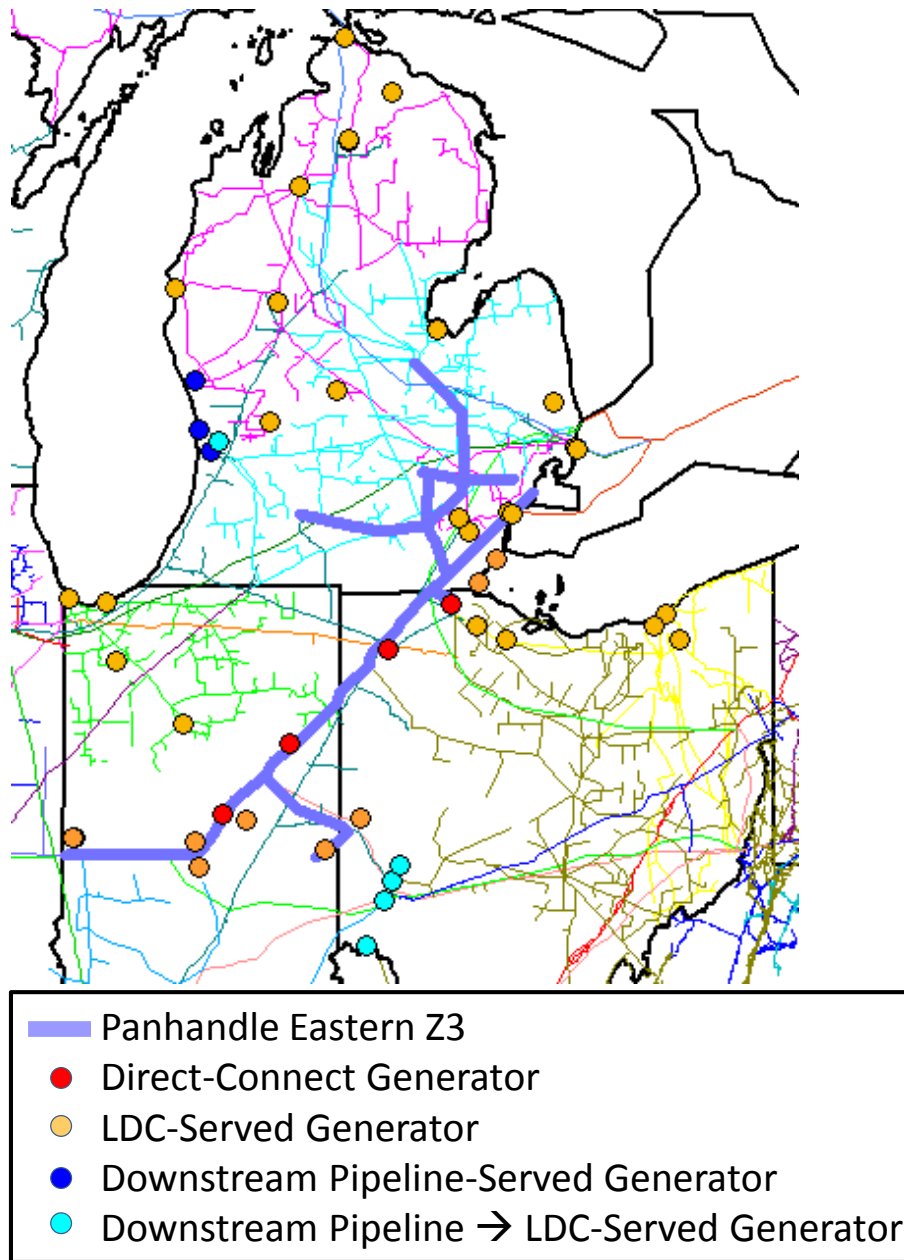 Panhandle Eastern Z3
Direct-Connect Generator
LDC-Served Generator
Downstream Pipeline-Served Generator
Downstream Pipeline → LDC-Served Generator